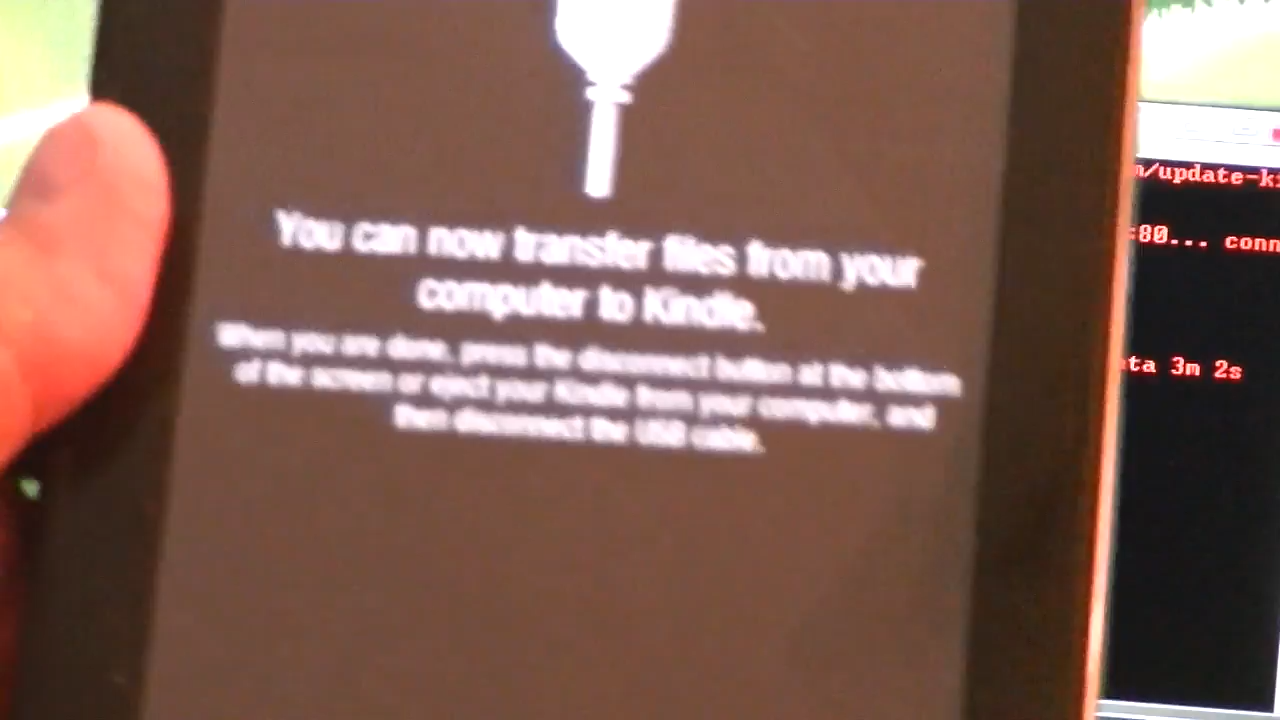 You can now transfer files from your
computer to Kindle.
When you are done, press the disconnect button at the bottom
of the screen or eject your Kindle from your computer, and
then disconnect the USB cable.
/update-k
:80... conn
ta 3m 2s